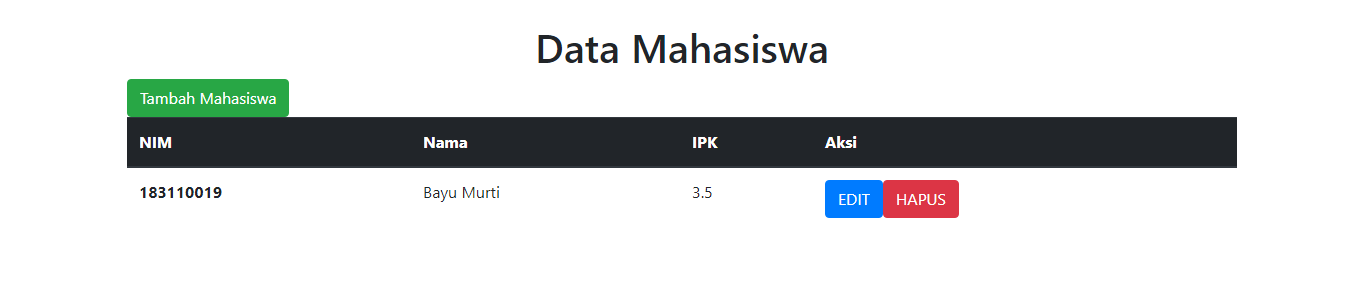 Data Mahasiswa
Tambah Mahasiswa
NIM Nama IPK Aksi
183110019 Bayu Murti 3.5 EDIT HAPUS